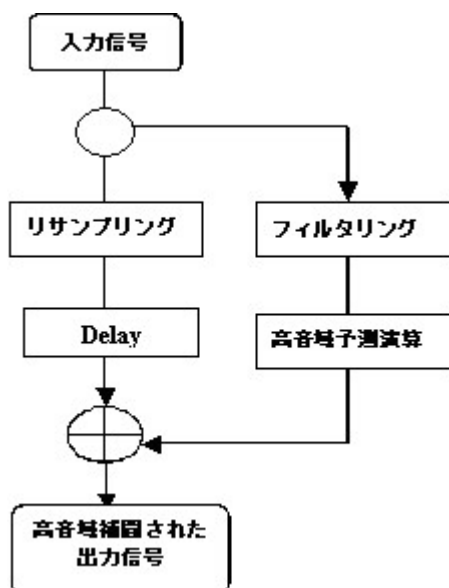 入力信号
リサンプリング
フィルタリング
Delay
高音域予測演算
高音域補間された
出力信号